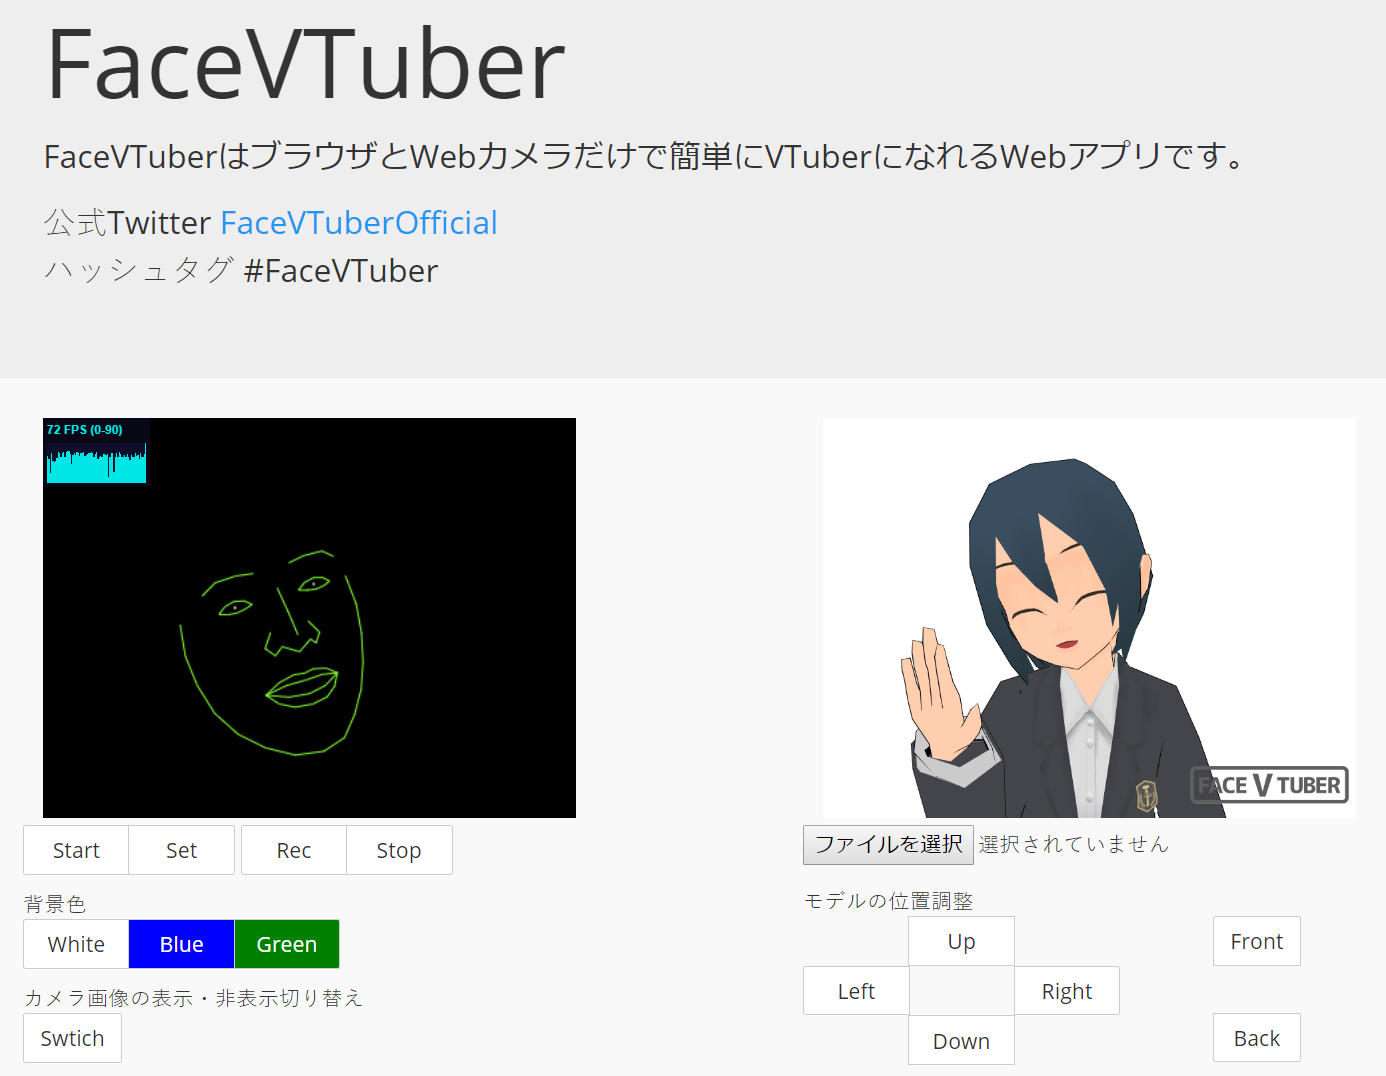 FaceVTuber
FaceVTuberはブラウザとWebカメラだけで簡単にVTuberになれるWebアプリです。
公式Twitter FaceVTuberOfficial
ハッシュタグ #FaceVTuber
72 FPS (0-90)
FACE V TUBER
Start Set Rec Stop
ファイルを選択 選択されていません
背景色
White Blue Green
カメラ画像の表示・非表示切り替え
Swtich
モデルの位置調整
Up Front
Left Right
Down Back